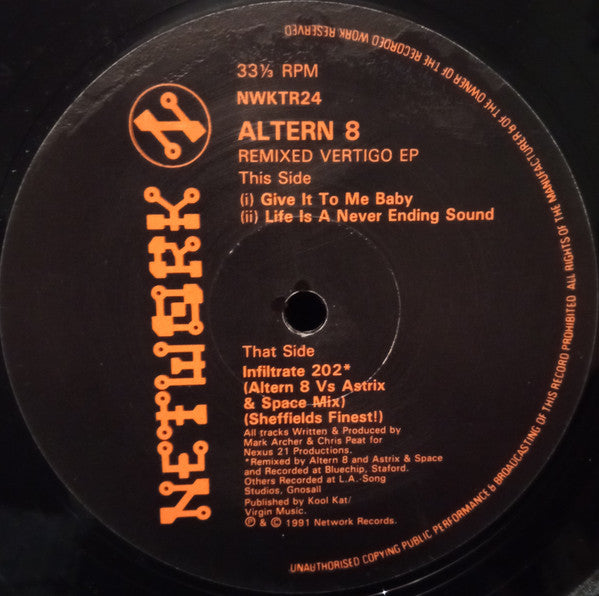 33⅓ RPM
NWKTR24
ALTERN 8
REMIXED VERTIGO EP
This Side
(i) Give It To Me Baby
(ii) Life Is A Never Ending Sound
N
NETWORK
That Side
Infiltrate 202*
(Altern 8 Vs Astrix
& Space Mix)
(Sheffields Finest!)
All tracks Written & Produced by
Mark Archer & Chris Peat for
Nexus 21 Productions.
*Remixed by Altern 8 and Astrix & Space
and Recorded at Bluechip, Staford.
Others Recorded at L.A.-Song
Studios, Gnosall
Published by Kool Kat/
Virgin Music.
℗ & © 1991 Network Records.
UNAUTHORISED COPYING PUBLIC PERFORMANCE & BROADCASTING OF THIS RECORD PROHIBITED ALL RIGHTS OF THE MANUFACTURER & OF THE OWNER OF THE RECORDED WORK RESERVED